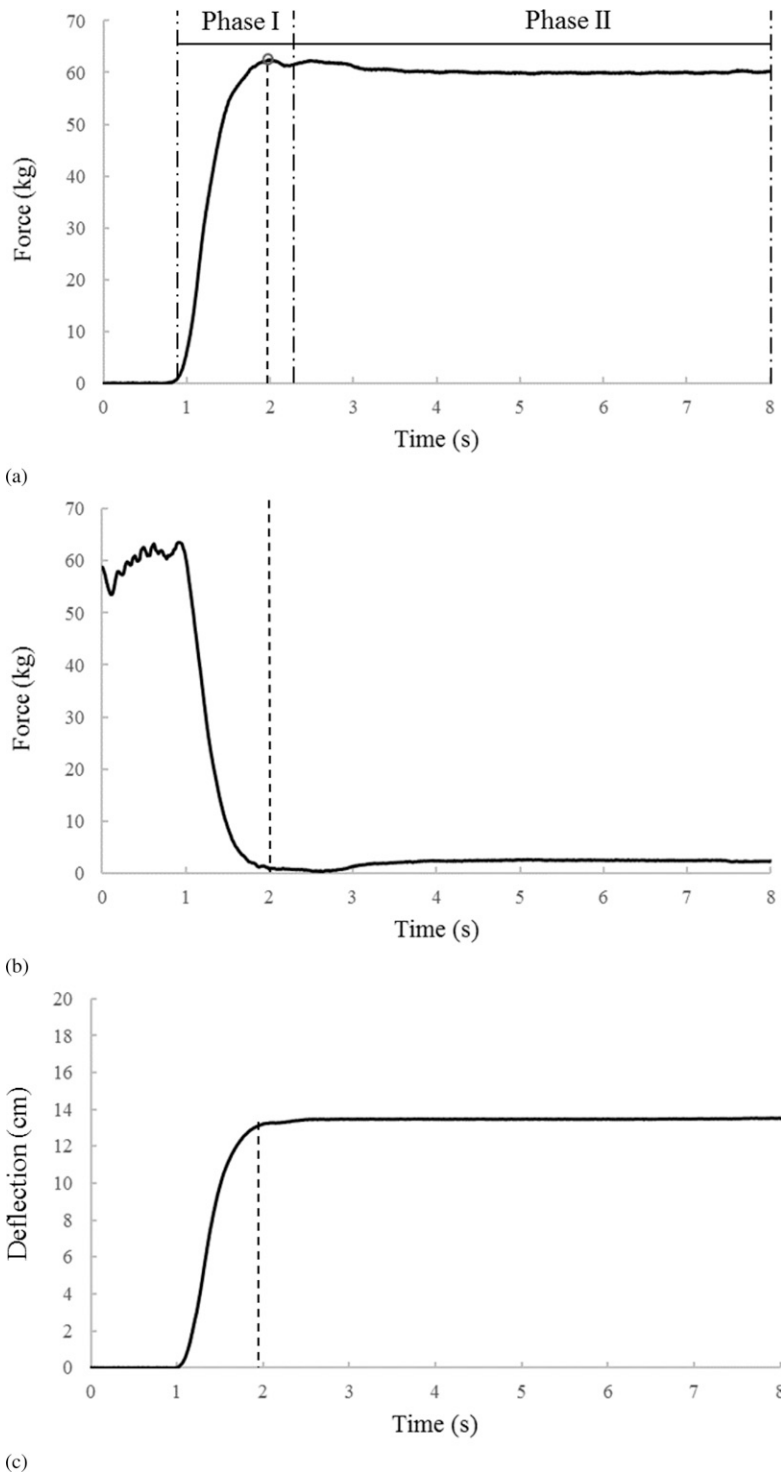 Phase I Phase II
70
60
50
40
30
20
10
0
Force (kg)
0 1 2 3 4 5 6 7 8
Time (s)
(a)
70
60
50
40
30
20
10
0
Force (kg)
0 1 2 3 4 5 6 7 8
Time (s)
(b)
20
18
16
14
12
10
8
6
4
2
0
Deflection (cm)
0 1 2 3 4 5 6 7 8
Time (s)
(c)